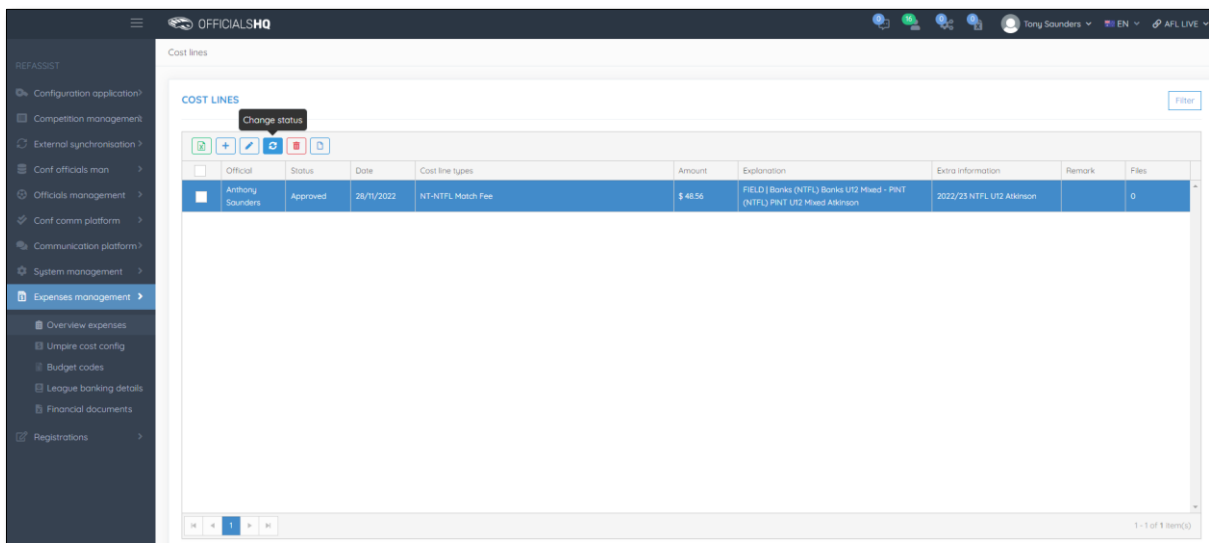 OFFICIALSHQ
0
16
0
0
Tony Saunders
EN
AFL LIVE
Cost lines
REFASSIST
Configuration application
Competition management
External synchronisation
Conf officials man
Officials management
Conf comm platform
Communication platform
System management
Expenses management
Overview expenses
Umpire cost config
Budget codes
League banking details
Financial documents
Registrations
COST LINES
Filter
Change status
Official Status Date Cost line types Amount Explanation Extra information Remark Files
Anthony Saunders Approved 28/11/2022 NT-NTFL Match Fee $ 48.56 FIELD | Banks (NTFL) Banks U12 Mixed - PINT (NTFL) PINT U12 Mixed Atkinson 2022/23 NTFL U12 Atkinson 0
1
1 - 1 of 1 item(s)